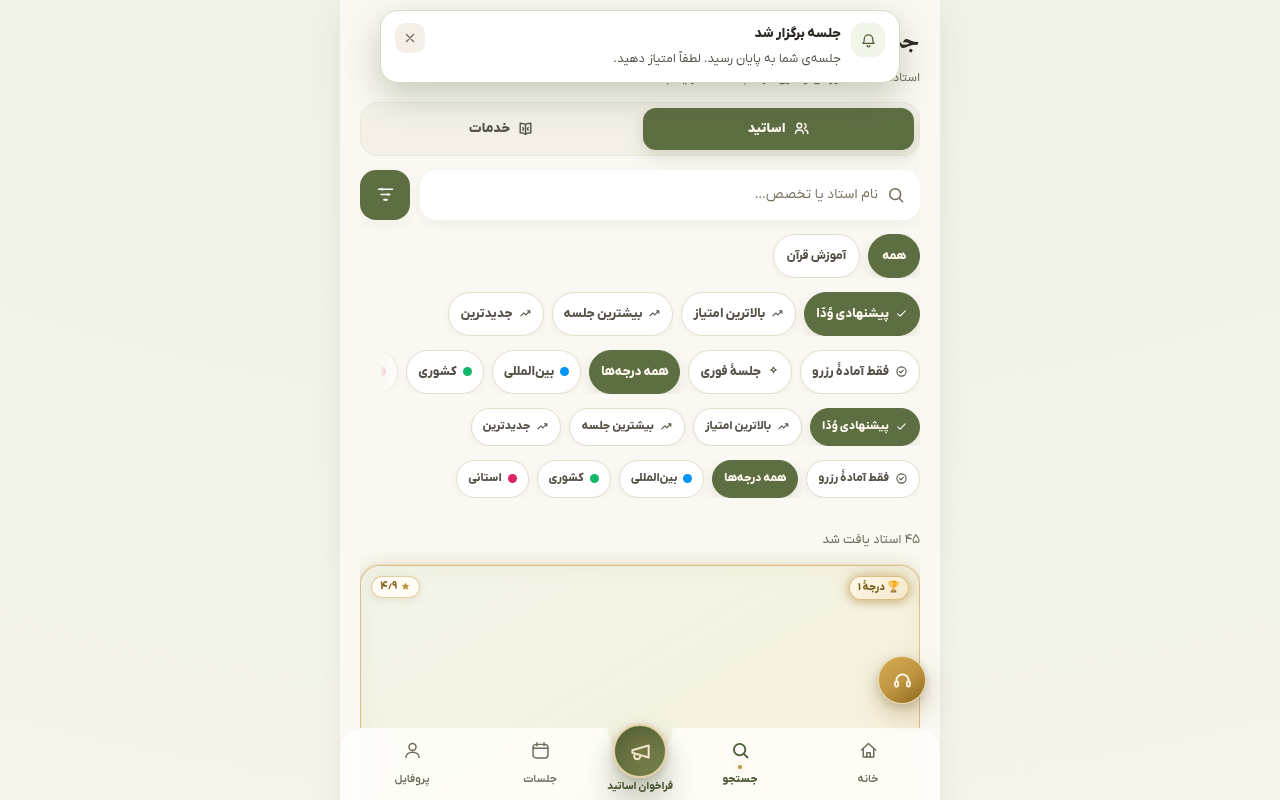 جلسه برگزار شد
جلسه‌ی شما به پایان رسید. لطفاً امتیاز دهید.
اساتید
خدمات
نام استاد یا تخصص...
همه
آموزش قرآن
پیشنهادی وُدّا
بالاترین امتیاز
بیشترین جلسه
جدیدترین
فقط آمادهٔ رزرو
جلسهٔ فوری
همه درجه‌ها
بین‌المللی
کشوری
پیشنهادی وُدّا
بالاترین امتیاز
بیشترین جلسه
جدیدترین
فقط آمادهٔ رزرو
همه درجه‌ها
بین‌المللی
کشوری
استانی
۴۵ استاد یافت شد
🏆 درجهٔ ۱
۴٫۹
خانه
جستجو
فراخوان اساتید
جلسات
پروفایل